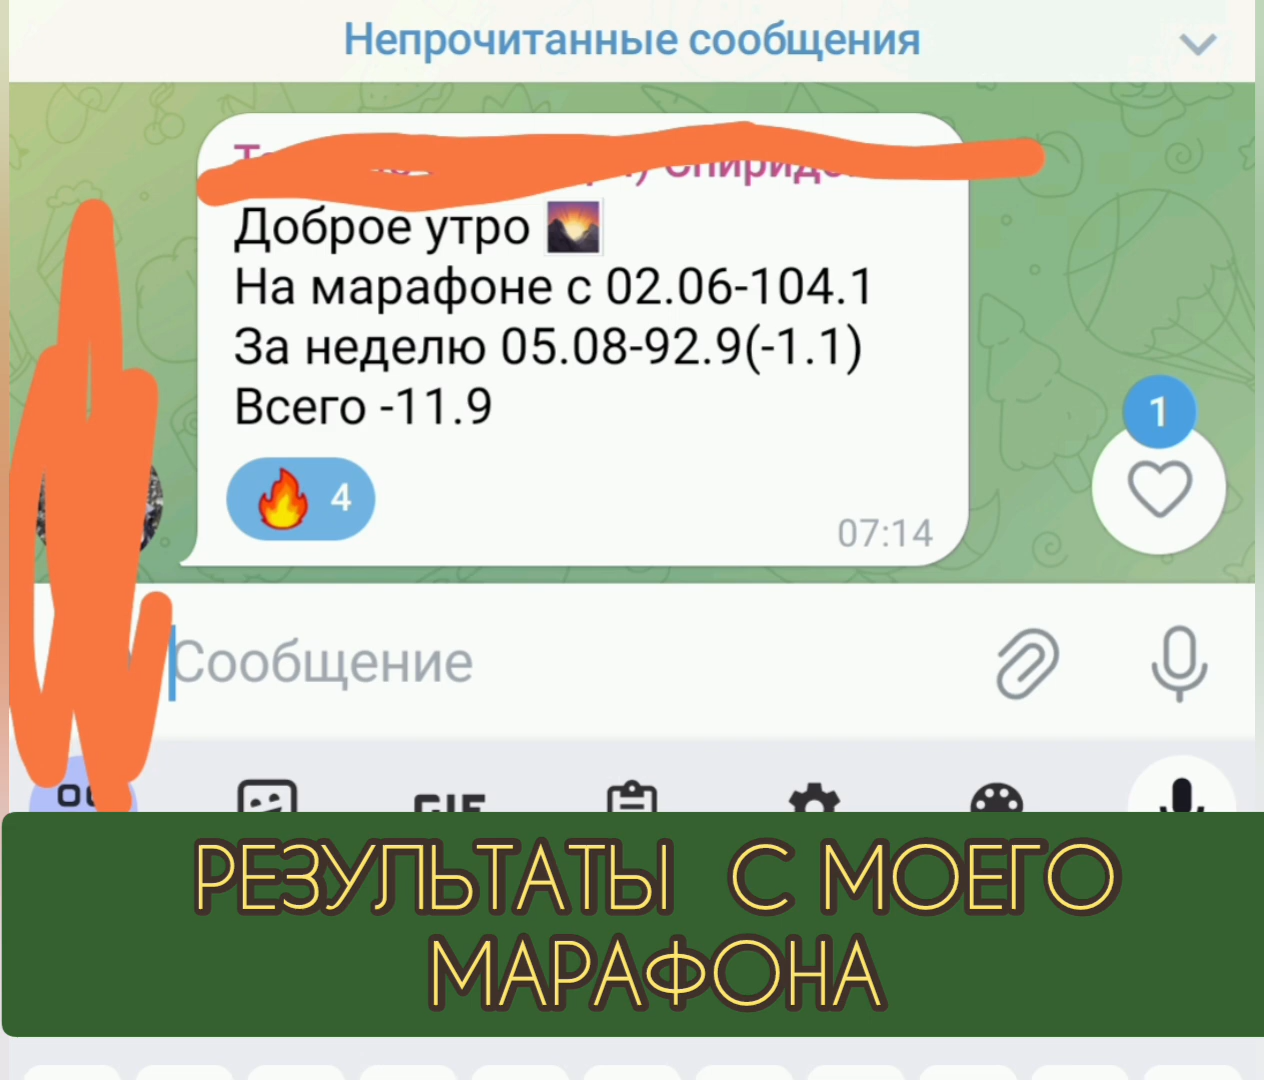 Непрочитанные сообщения
Доброе утро
На марафоне с 02.06-104.1
За неделю 05.08-92.9(-1.1)
Всего -11.9
4
07:14
1
Сообщение
GIF
РЕЗУЛЬТАТЫ С МОЕГО
МАРАФОНА